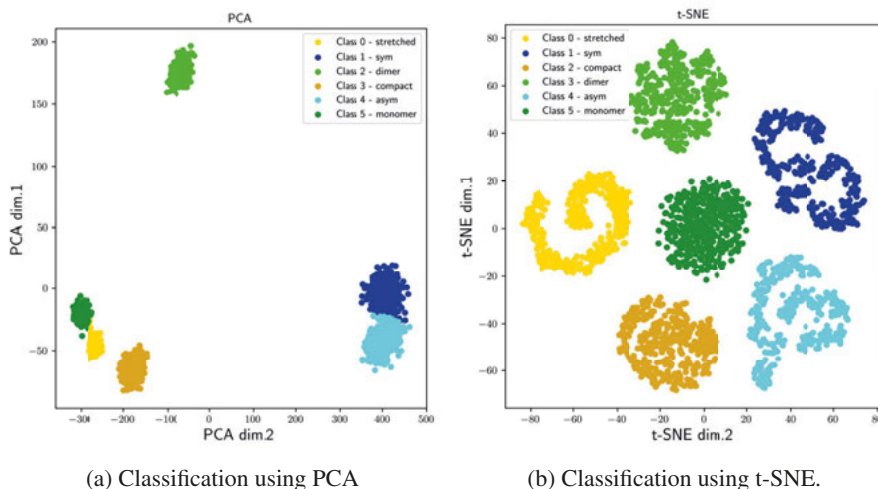 PCA
Class 0 - stretched
Class 1 - sym
Class 2 - dimer
Class 3 - compact
Class 4 - asym
Class 5 - monomer
200
150
100
50
0
−50
PCA dim.1
−300
−200
−100
0
100
200
300
400
500
PCA dim.2
(a) Classification using PCA
t-SNE
Class 0 - stretched
Class 1 - sym
Class 2 - compact
Class 3 - dimer
Class 4 - asym
Class 5 - monomer
80
60
40
20
0
−20
−40
−60
t-SNE dim.1
−80
−60
−40
−20
0
20
40
60
80
t-SNE dim.2
(b) Classification using t-SNE.